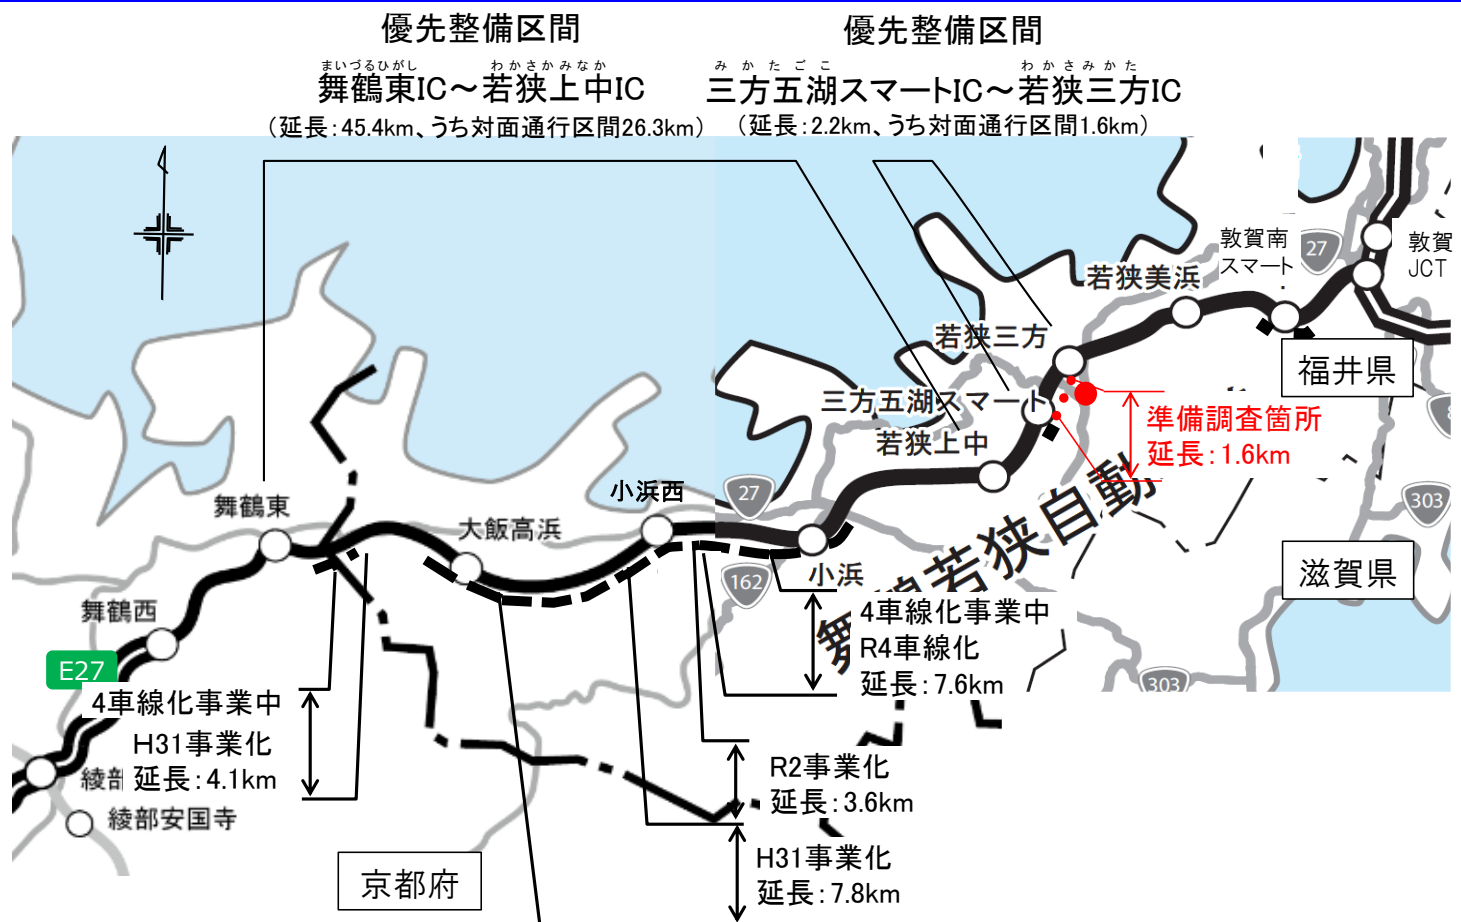 優先整備区間
まいづるひがし わかさかみなか
舞鶴東IC～若狭上中IC
（延長：45.4km、うち対面通行区間26.3km）
優先整備区間
みかたごこ わかさみかた
三方五湖スマートIC～若狭三方IC
（延長：2.2km、うち対面通行区間1.6km）
敦賀南
スマート
27
敦賀
JCT
若狭美浜
若狭三方
福井県
三方五湖スマート
若狭上中
準備調査箇所
延長：1.6km
小浜西
27
舞鶴東
大飯高浜
303
162
小浜
滋賀県
舞鶴若狭自動
舞鶴西
4車線化事業中
R4車線化
延長：7.6km
E27
303
4車線化事業中
H31事業化
延長：4.1km
綾部
R2事業化
延長：3.6km
綾部安国寺
H31事業化
延長：7.8km
京都府